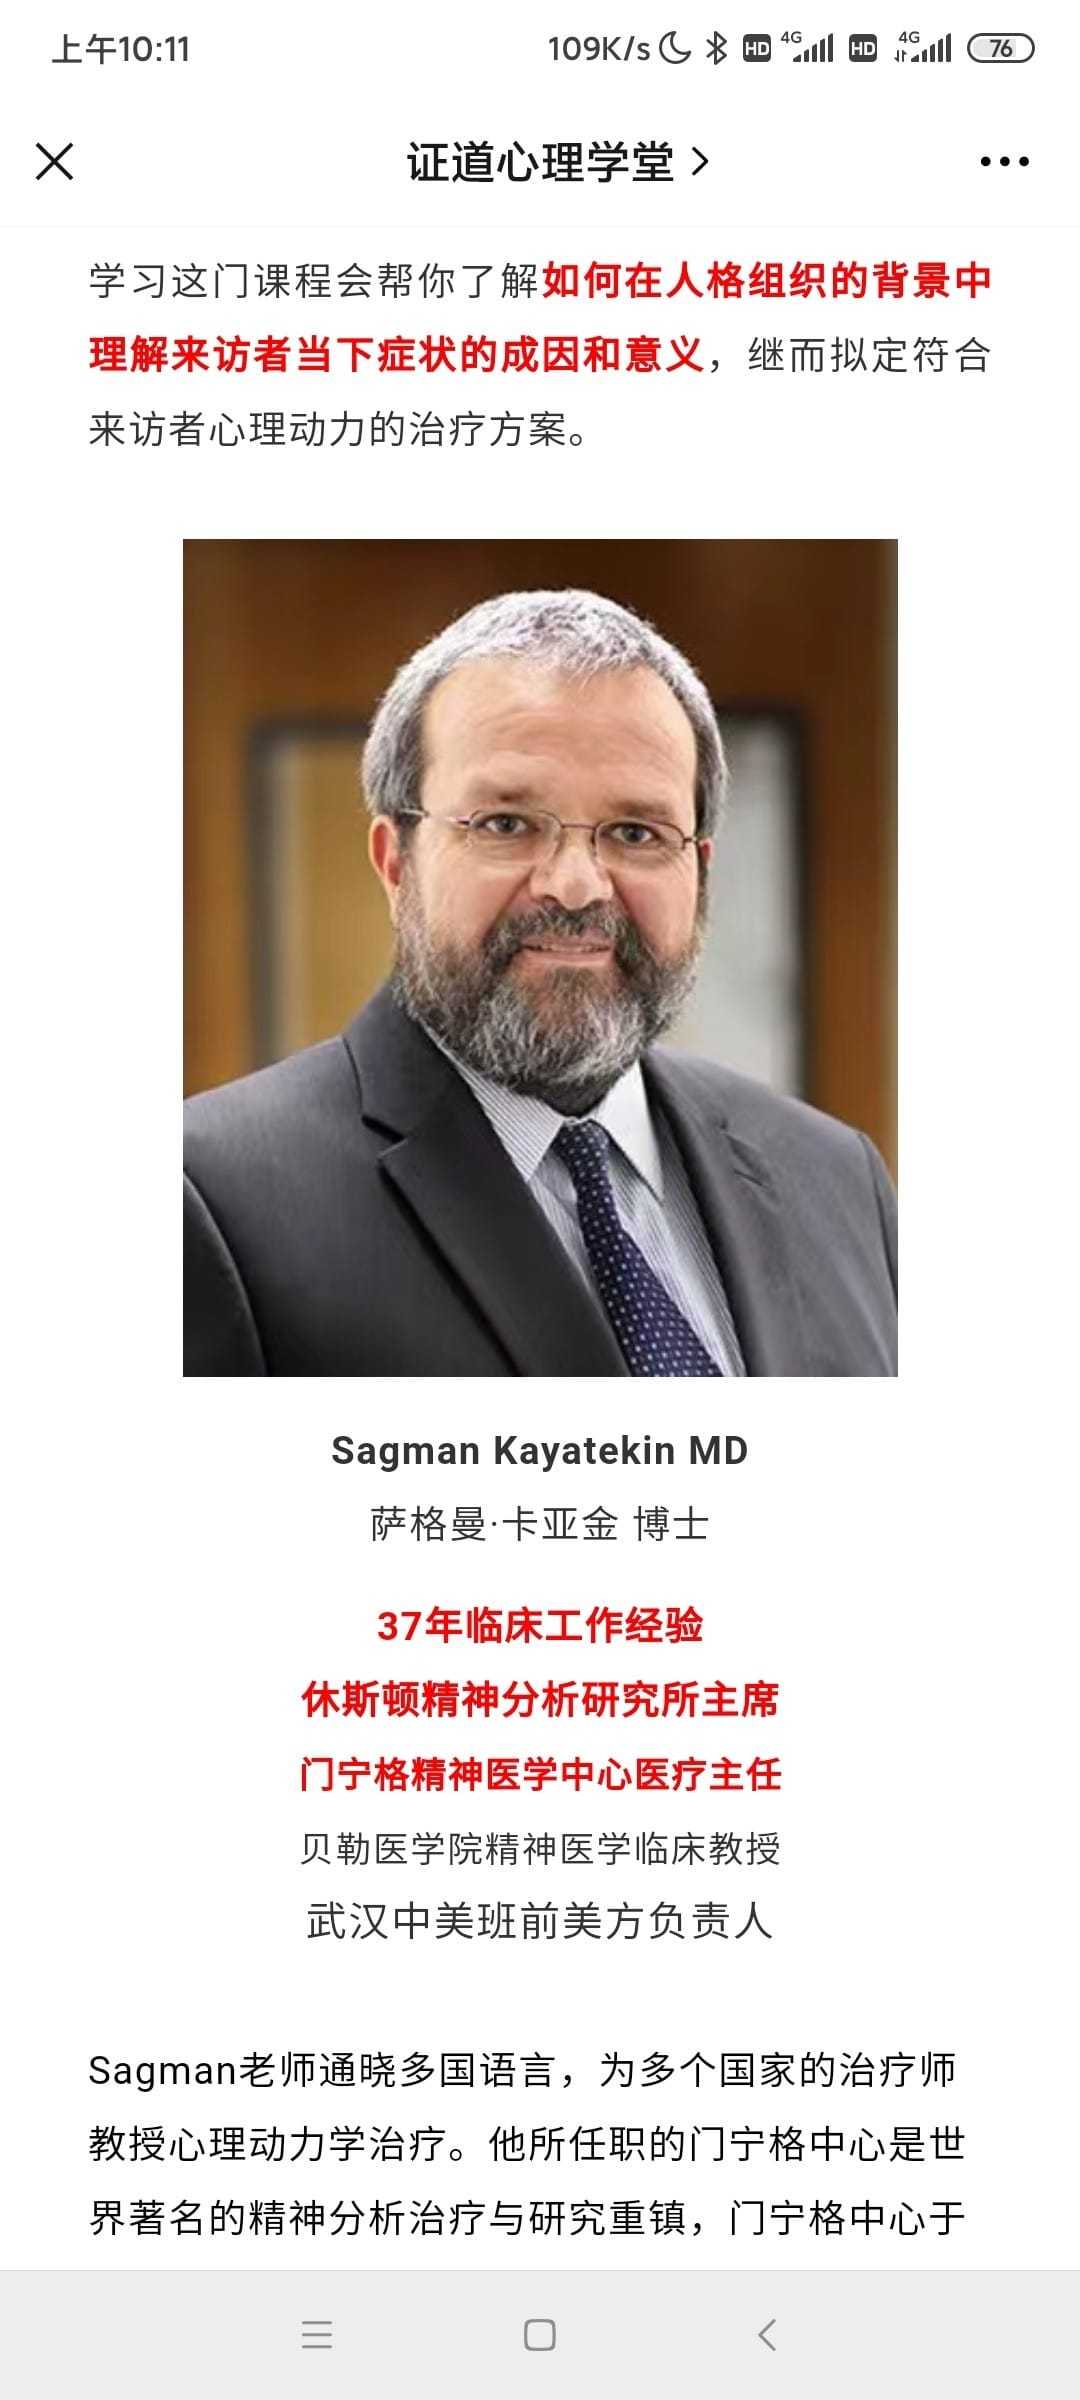 上午10:11
109K/s HD 4G HD 4G 76
证道心理学堂
学习这门课程会帮你了解如何在人格组织的背景中
理解来访者当下症状的成因和意义，继而拟定符合
来访者心理动力的治疗方案。
Sagman Kayatekin MD
萨格曼·卡亚金 博士
37年临床工作经验
休斯顿精神分析研究所主席
门宁格精神医学中心医疗主任
贝勒医学院精神医学临床教授
武汉中美班前美方负责人
Sagman老师通晓多国语言，为多个国家的治疗师
教授心理动力学治疗。他所任职的门宁格中心是世
界著名的精神分析治疗与研究重镇，门宁格中心于